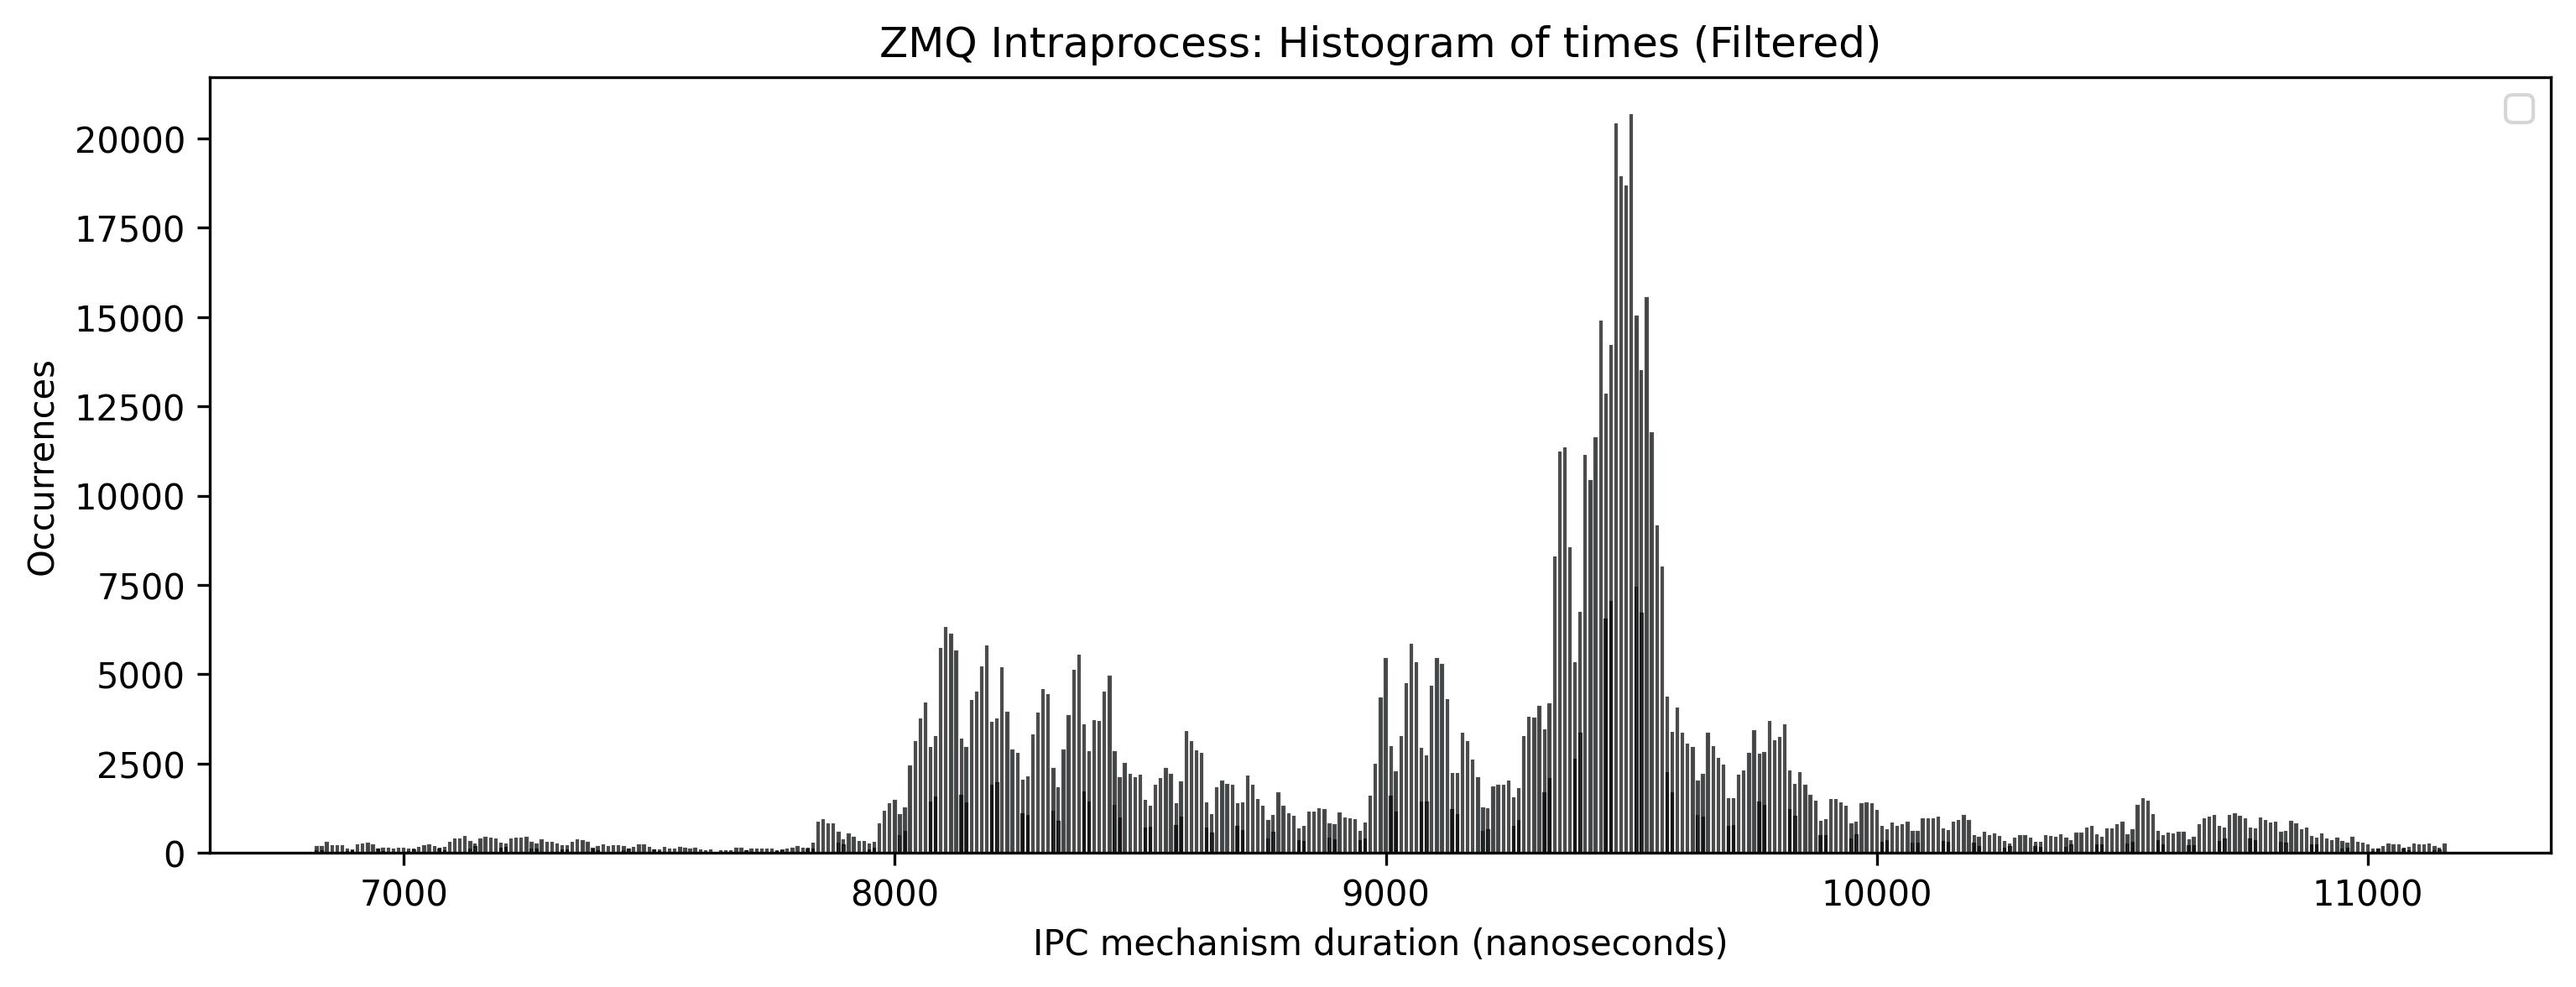 ZMQ Intraprocess: Histogram of times (Filtered)
20000
17500
15000
12500
10000
7500
5000
2500
0
Occurrences
7000 8000 9000 10000 11000
IPC mechanism duration (nanoseconds)